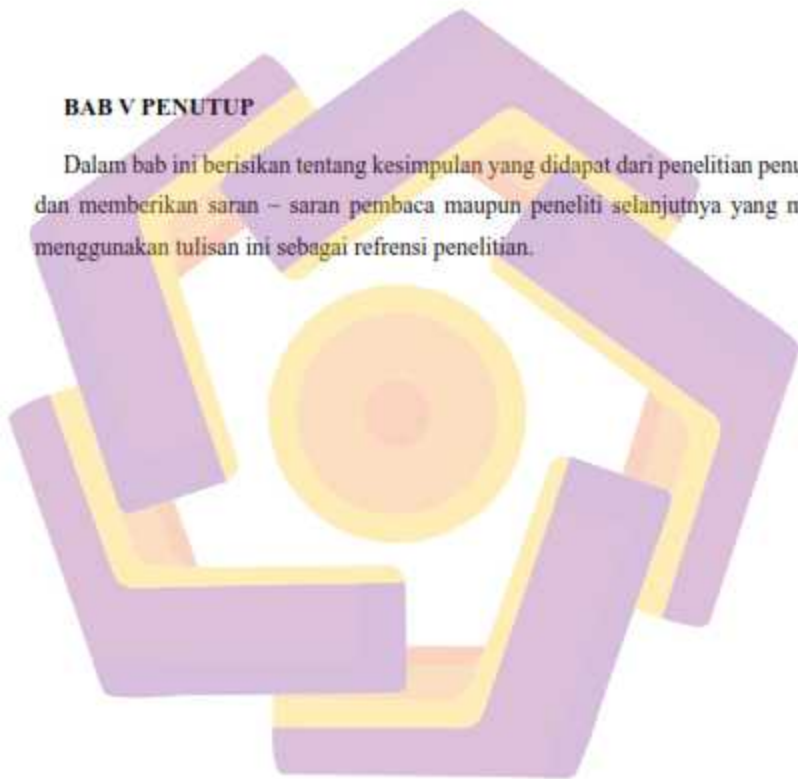 BAB V PENUTUP
Dalam bab ini berisikan tentang kesimpulan yang didapat dari penelitian penu
dan memberikan saran – saran pembaca maupun peneliti selanjutnya yang m
menggunakan tulisan ini sebagai refrensi penelitian.